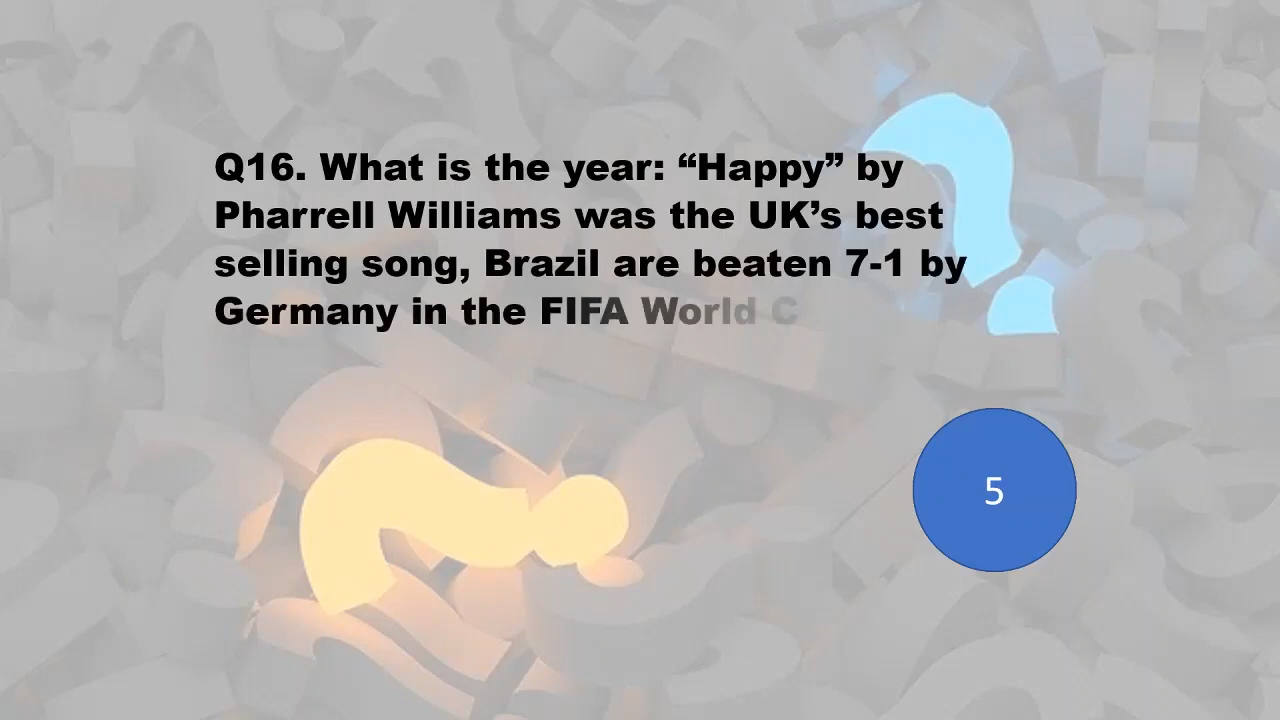 Q16. What is the year: “Happy” by
Pharrell Williams was the UK’s best
selling song, Brazil are beaten 7-1 by
Germany in the FIFA World C
5